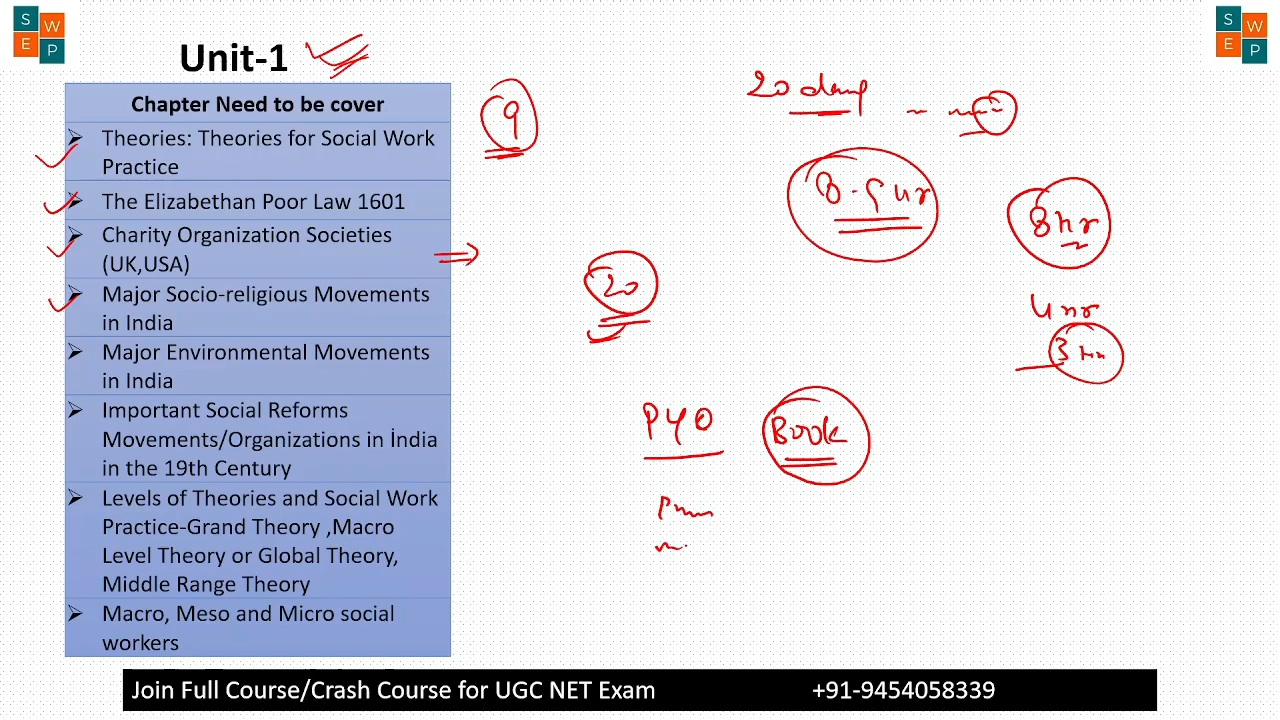 S W
E P
S W
E P
Unit-1
Chapter Need to be cover
Theories: Theories for Social Work
Practice
The Elizabethan Poor Law 1601
Charity Organization Societies
(UK,USA)
Major Socio-religious Movements
in India
Major Environmental Movements
in India
Important Social Reforms
Movements/Organizations in İndia
in the 19th Century
Levels of Theories and Social Work
Practice-Grand Theory ,Macro
Level Theory or Global Theory,
Middle Range Theory
Macro, Meso and Micro social
workers
9
20 days
8hr
20
4hr
3 hr
PYQ
Book
Join Full Course/Crash Course for UGC NET Exam +91-9454058339